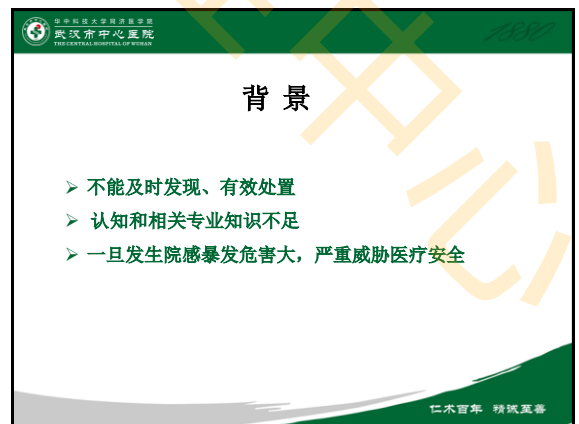 华中科技大学同济医学院
武汉市中心医院
THE CENTRAL HOSPITAL OF WUHAN
1880
背 景
不能及时发现、有效处置
认知和相关专业知识不足
一旦发生院感暴发危害大，严重威胁医疗安全
仁术百年 精诚至善
中心